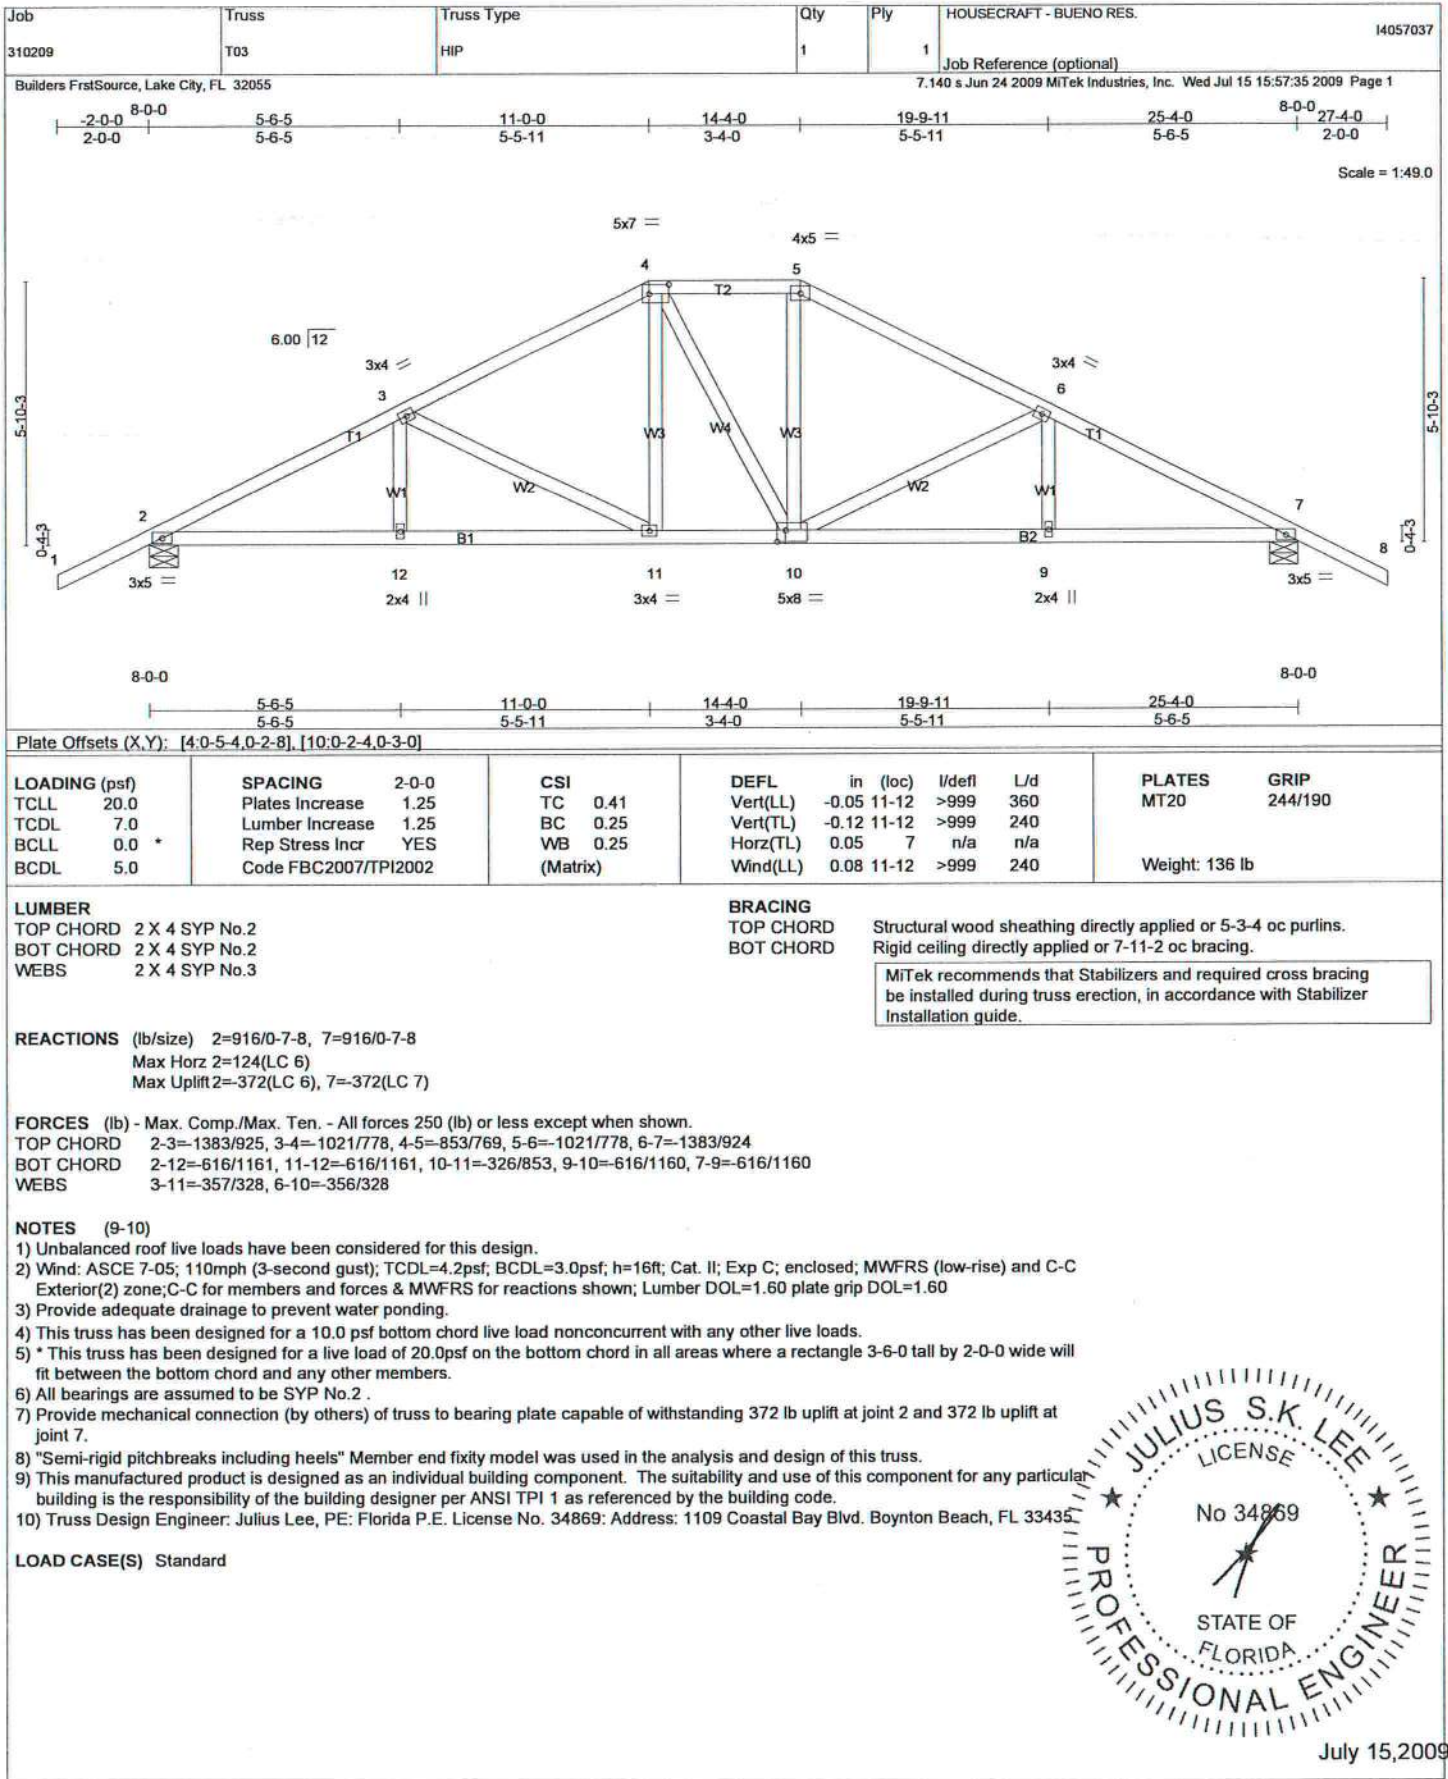 Job Truss Truss Type Qty Ply HOUSECRAFT - BUENO RES.
I4057037
310209 T03 HIP 1 1
Job Reference (optional)
Builders FrstSource, Lake City, FL 32055 7.140 s Jun 24 2009 MiTek Industries, Inc. Wed Jul 15 15:57:35 2009 Page 1
-2-0-0 8-0-0 5-6-5 11-0-0 14-4-0 19-9-11 25-4-0 8-0-0 27-4-0
2-0-0 5-6-5 5-5-11 3-4-0 5-5-11 5-6-5 2-0-0
Scale = 1:49.0
5x7 =
4x5 =
4 5
T2
6.00 12
3x4 = 3x4 =
3 6
5-10-3 5-10-3
T1 W3 W4 W3 T1
W1 W2 W2 W1
2 7
0-4-3 B1 B2 0-4-3
1 8
3x5 = 12 11 10 9 3x5 =
2x4 || 3x4 = 5x8 = 2x4 ||
8-0-0 8-0-0
5-6-5 11-0-0 14-4-0 19-9-11 25-4-0
5-6-5 5-5-11 3-4-0 5-5-11 5-6-5
Plate Offsets (X,Y): [4:0-5-4,0-2-8], [10:0-2-4,0-3-0]
LOADING (psf) SPACING 2-0-0 CSI DEFL in (loc) l/defl L/d PLATES GRIP
TCLL 20.0 Plates Increase 1.25 TC 0.41 Vert(LL) -0.05 11-12 >999 360 MT20 244/190
TCDL 7.0 Lumber Increase 1.25 BC 0.25 Vert(TL) -0.12 11-12 >999 240
BCLL 0.0 * Rep Stress Incr YES WB 0.25 Horz(TL) 0.05 7 n/a n/a
BCDL 5.0 Code FBC2007/TPI2002 (Matrix) Wind(LL) 0.08 11-12 >999 240 Weight: 136 lb
LUMBER
TOP CHORD 2 X 4 SYP No.2
BOT CHORD 2 X 4 SYP No.2
WEBS 2 X 4 SYP No.3
BRACING
TOP CHORD Structural wood sheathing directly applied or 5-3-4 oc purlins.
BOT CHORD Rigid ceiling directly applied or 7-11-2 oc bracing.
MiTek recommends that Stabilizers and required cross bracing
be installed during truss erection, in accordance with Stabilizer
Installation guide.
REACTIONS (lb/size) 2=916/0-7-8, 7=916/0-7-8
Max Horz 2=124(LC 6)
Max Uplift 2=-372(LC 6), 7=-372(LC 7)
FORCES (lb) - Max. Comp./Max. Ten. - All forces 250 (lb) or less except when shown.
TOP CHORD 2-3=-1383/925, 3-4=-1021/778, 4-5=-853/769, 5-6=-1021/778, 6-7=-1383/924
BOT CHORD 2-12=-616/1161, 11-12=-616/1161, 10-11=-326/853, 9-10=-616/1160, 7-9=-616/1160
WEBS 3-11=-357/328, 6-10=-356/328
NOTES (9-10)
1) Unbalanced roof live loads have been considered for this design.
2) Wind: ASCE 7-05; 110mph (3-second gust); TCDL=4.2psf; BCDL=3.0psf; h=16ft; Cat. II; Exp C; enclosed; MWFRS (low-rise) and C-C
Exterior(2) zone;C-C for members and forces & MWFRS for reactions shown; Lumber DOL=1.60 plate grip DOL=1.60
3) Provide adequate drainage to prevent water ponding.
4) This truss has been designed for a 10.0 psf bottom chord live load nonconcurrent with any other live loads.
5) * This truss has been designed for a live load of 20.0psf on the bottom chord in all areas where a rectangle 3-6-0 tall by 2-0-0 wide will
fit between the bottom chord and any other members.
6) All bearings are assumed to be SYP No.2 .
7) Provide mechanical connection (by others) of truss to bearing plate capable of withstanding 372 lb uplift at joint 2 and 372 lb uplift at
joint 7.
8) "Semi-rigid pitchbreaks including heels" Member end fixity model was used in the analysis and design of this truss.
9) This manufactured product is designed as an individual building component. The suitability and use of this component for any particular
building is the responsibility of the building designer per ANSI TPI 1 as referenced by the building code.
10) Truss Design Engineer: Julius Lee, PE: Florida P.E. License No. 34869: Address: 1109 Coastal Bay Blvd. Boynton Beach, FL 33435
LOAD CASE(S) Standard
JULIUS S.K. LEE
LICENSE
No 34869
STATE OF
FLORIDA
PROFESSIONAL ENGINEER
July 15,2009